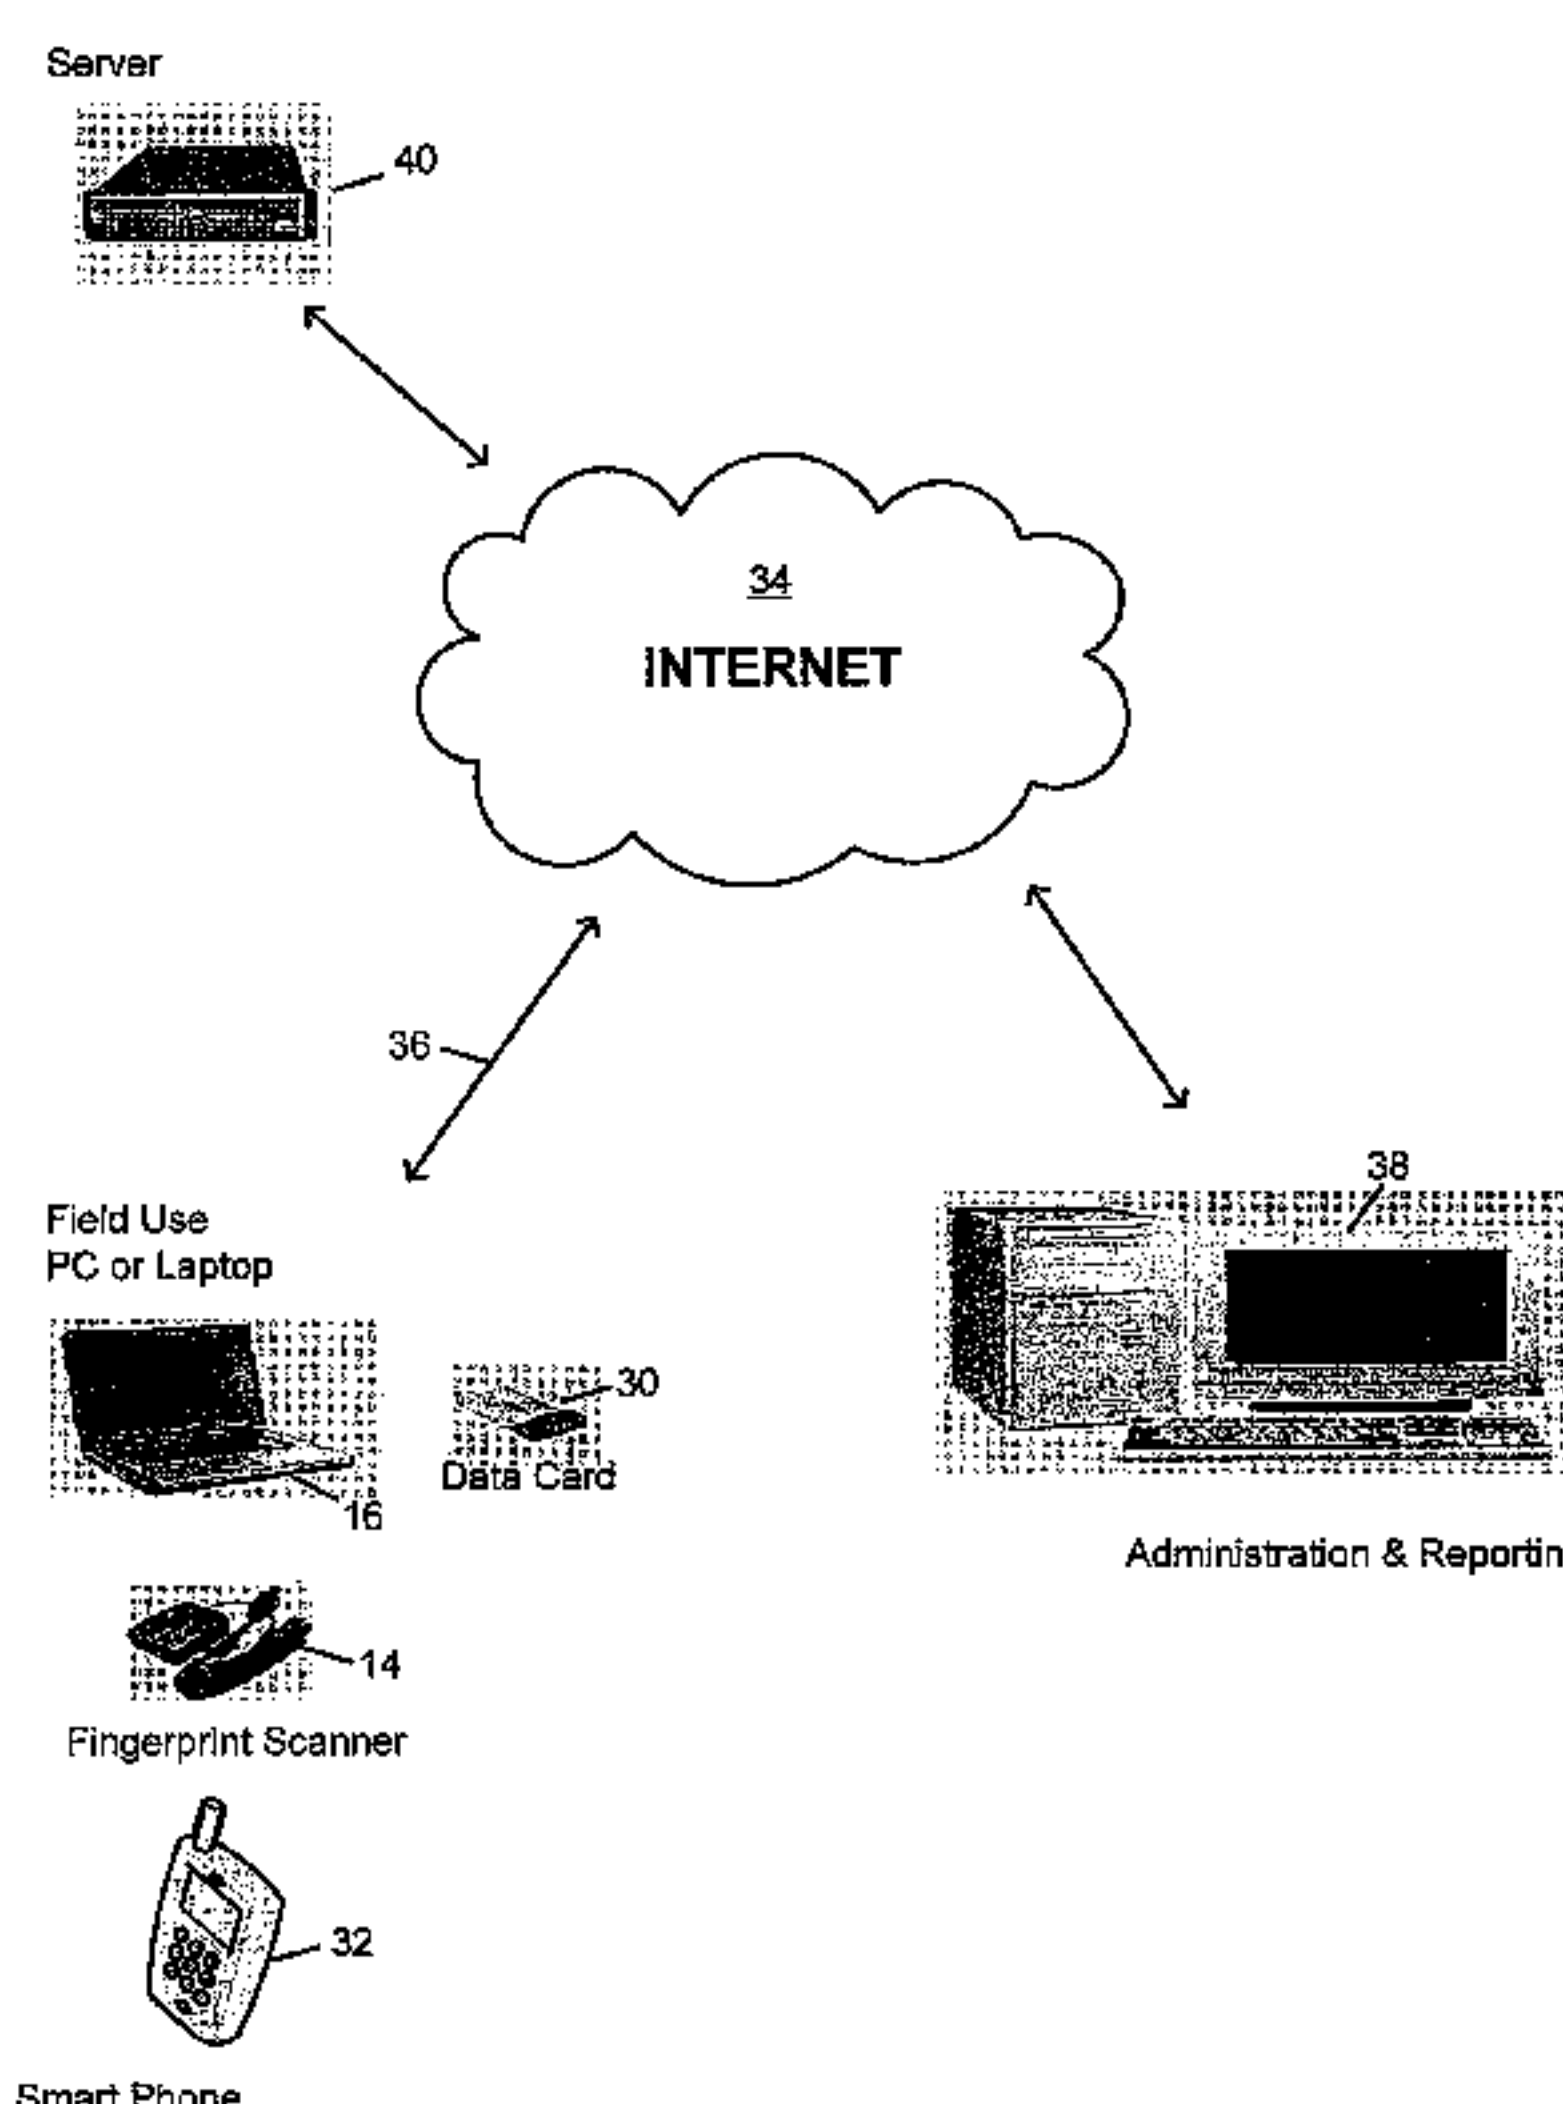 Server
40
34
INTERNET
36
38
Field Use
PC or Laptop
30
Data Card
16
Administration & Reportin
14
Fingerprint Scanner
32
Smart Phone